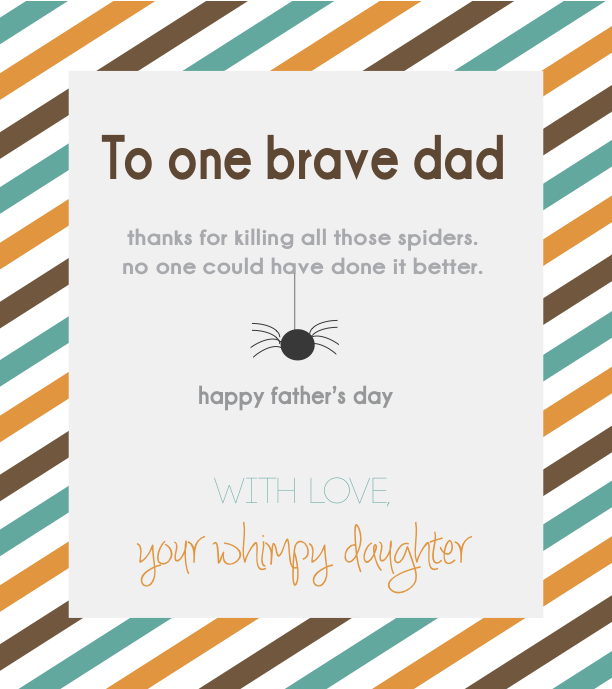 To one brave dad
thanks for killing all those spiders.
no one could have done it better.
happy father's day
WITH LOVE,
your whimpy daughter